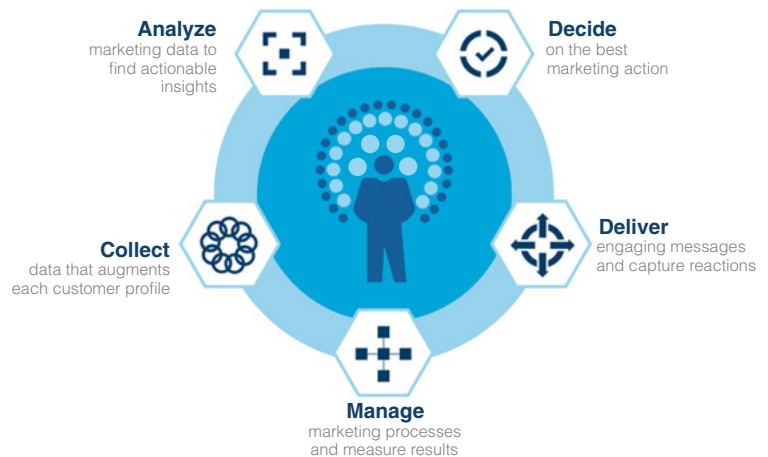 Analyze
marketing data to
find actionable
insights
Decide
on the best
marketing action
Collect
data that augments
each customer profile
Deliver
engaging messages
and capture reactions
Manage
marketing processes
and measure results